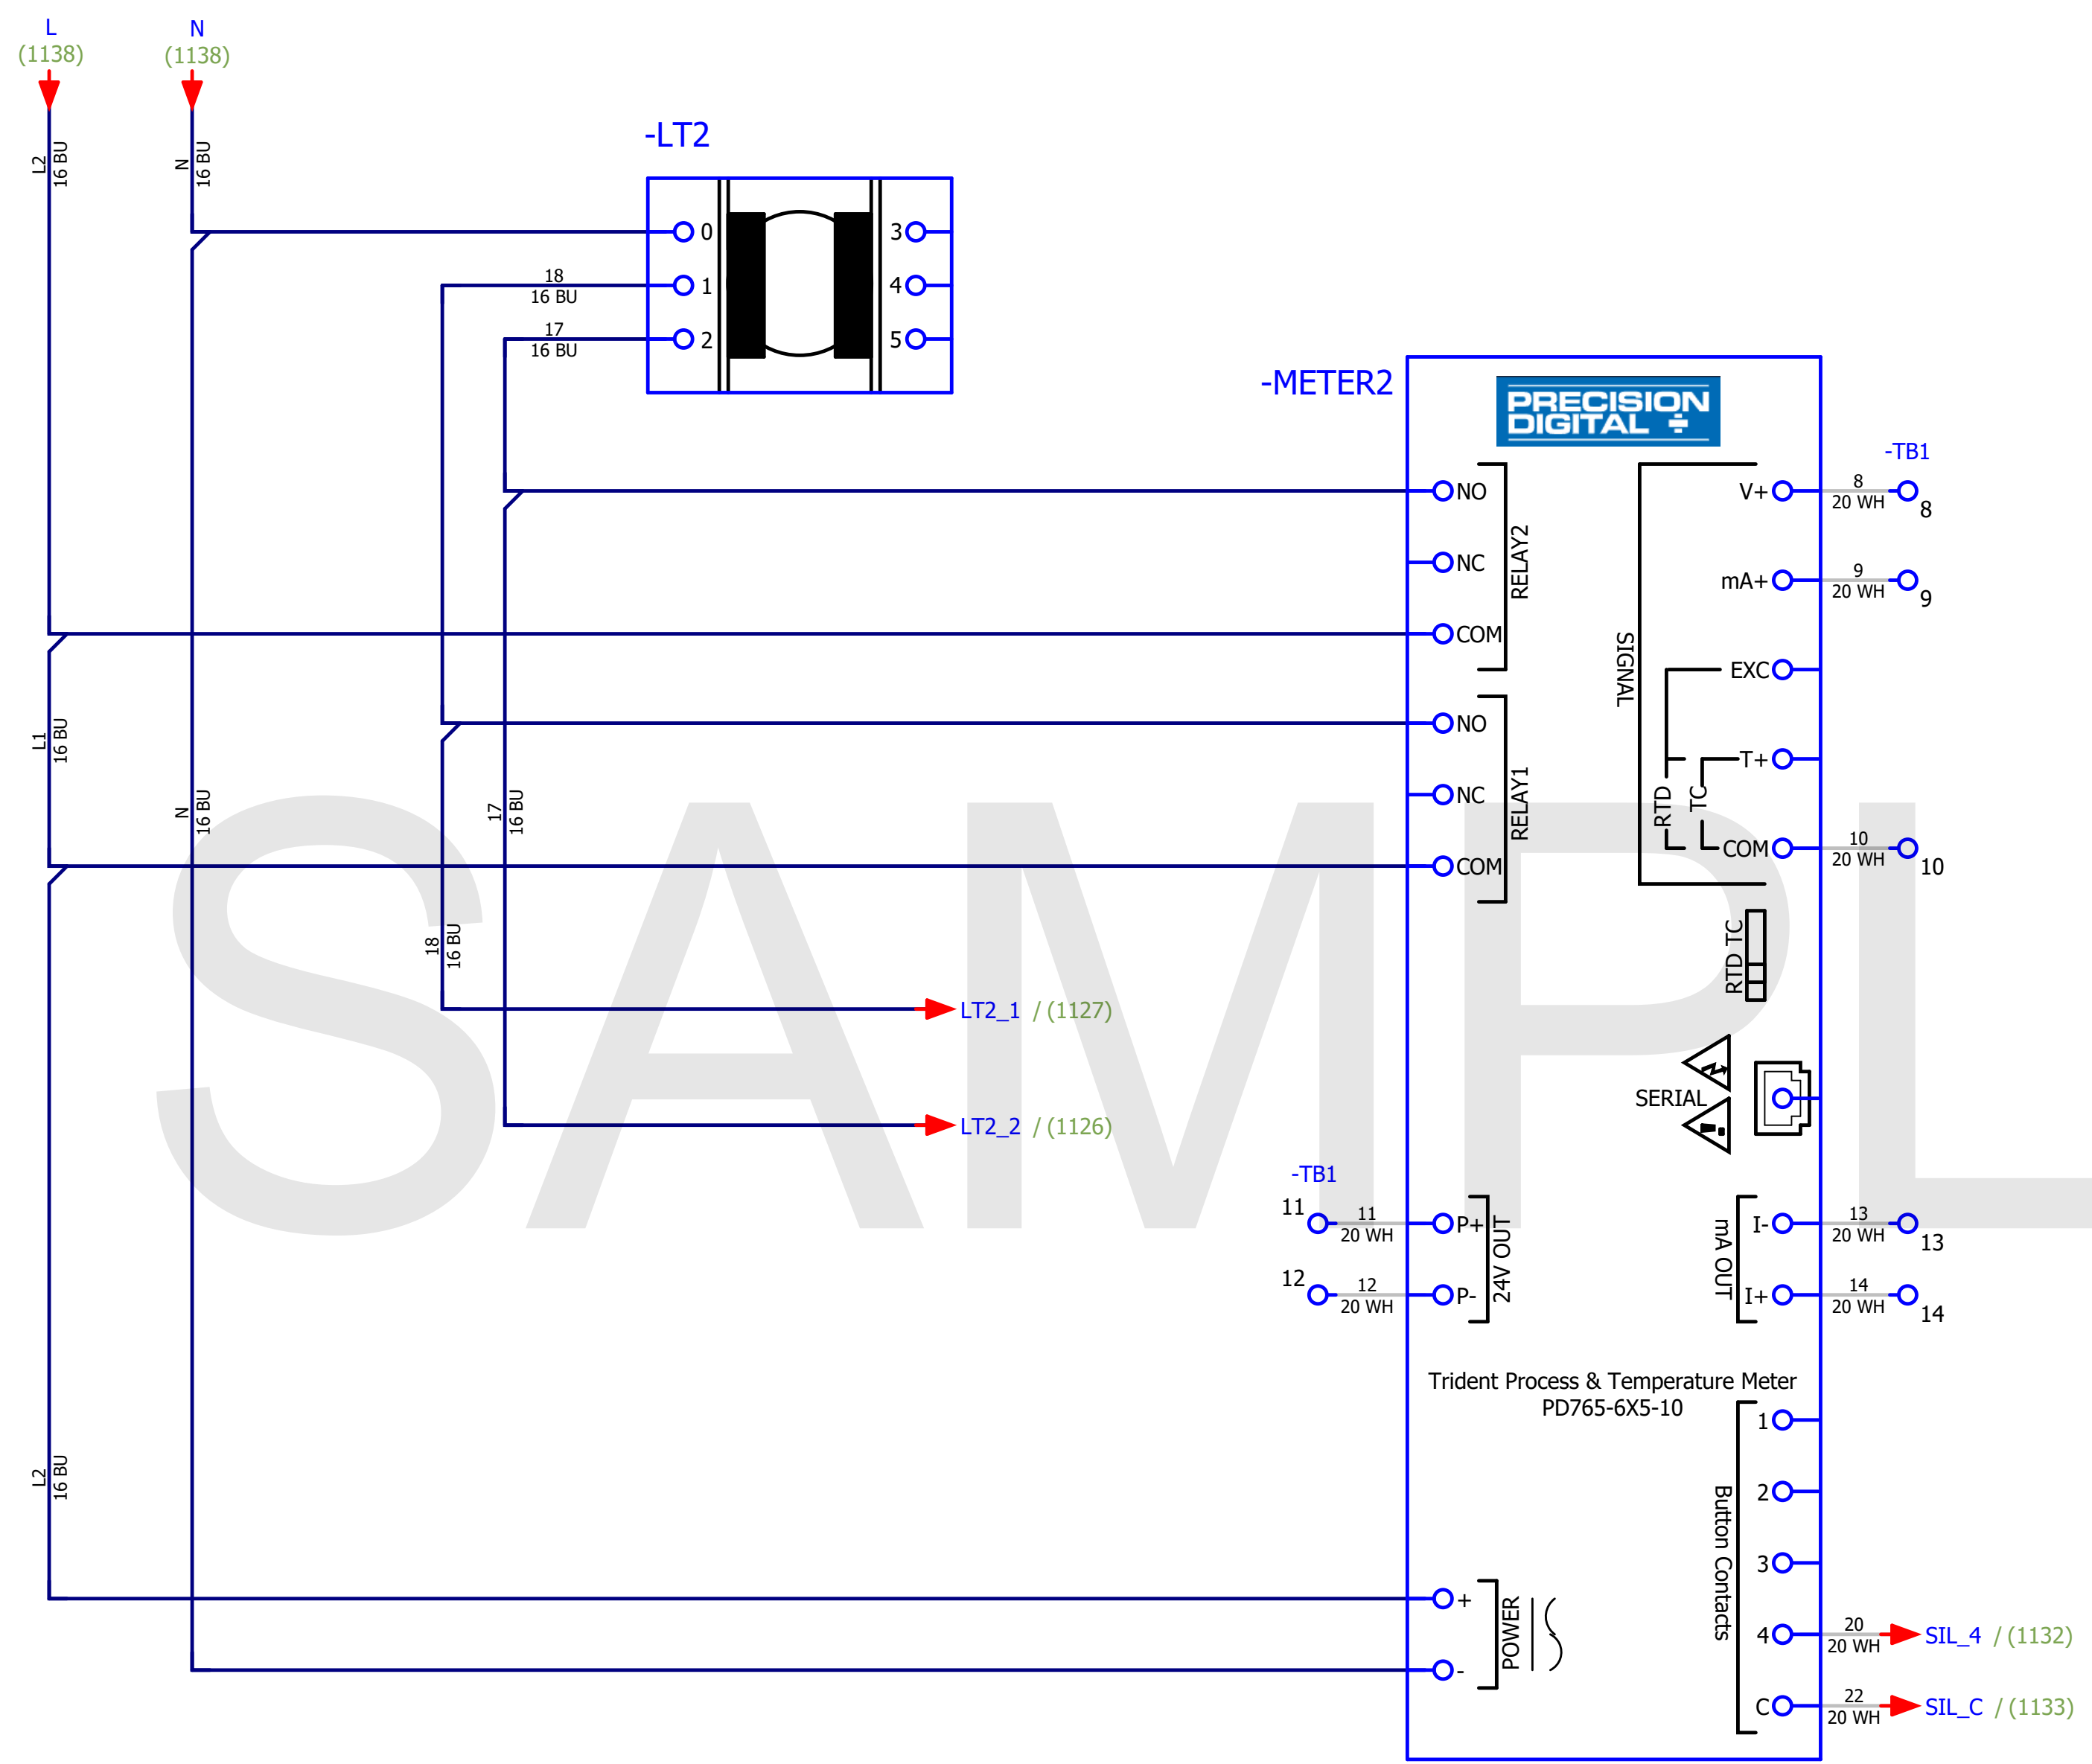 L
(1138)
N
(1138)
L2
16 BU
N
16 BU
-LT2
0
1
2
3
4
5
18
16 BU
17
16 BU
-METER2
PRECISION
DIGITAL
NO
NC
COM
RELAY2
NO
NC
COM
RELAY1
SIGNAL
V+
mA+
EXC
T+
COM
RTD
TC
-TB1
8
20 WH
8
9
20 WH
9
10
20 WH
10
L1
16 BU
N
16 BU
17
16 BU
18
16 BU
RTD TC
LT2_1 / (1127)
LT2_2 / (1126)
SERIAL
-TB1
11
11
20 WH
P+
12
12
20 WH
P-
24V OUT
mA OUT
I-
13
20 WH
13
I+
14
20 WH
14
Trident Process & Temperature Meter
PD765-6X5-10
L2
16 BU
Button Contacts
1
2
3
4
C
20
20 WH
SIL_4 / (1132)
22
20 WH
SIL_C / (1133)
+
-
POWER
SAMPL